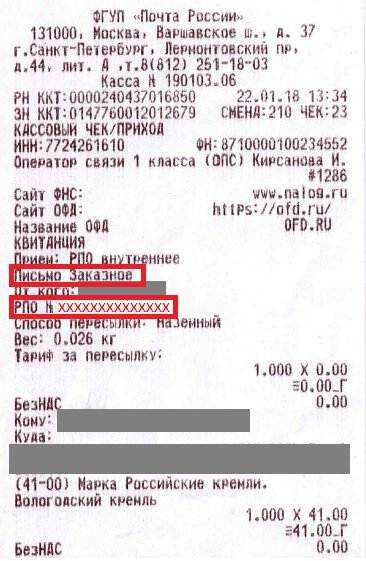 ФГУП «Почта России»
131000, Москва, Варшавское ш., д. 37
г.Санкт-Петербург, Лермонтовский пр,
д.44, лит. А ,т.8(812) 251-18-03
Касса № 190103.06
РН ККТ:0000240437016850 22.01.18 13:34
ЗН ККТ:0147760012012679 СМЕНА:210 ЧЕК:23
КАССОВЫЙ ЧЕК/ПРИХОД
ИНН:7724261610 ФН:8710000100234552
Оператор связи 1 класса (ОПС) Кирсанова И.
#1286
Сайт ФНС: www.nalog.ru
Сайт ОФД: https://ofd.ru/
Название ОФД OFD.RU
КВИТАНЦИЯ
Прием: РПО внутреннее
Письмо Заказное
От кого:
РПО № XXXXXXXXXXXXXX
Способ пересылки: Наземный
Вес: 0.026 кг
Тариф за пересылку:
1.000 X 0.00
≡0.00_Г
БезНДС 0.00
Кому:
Куда:
(41-00) Марка Российские кремли.
Вологодский кремль
1.000 X 41.00
≡41.00_Г
БезНДС 0.00